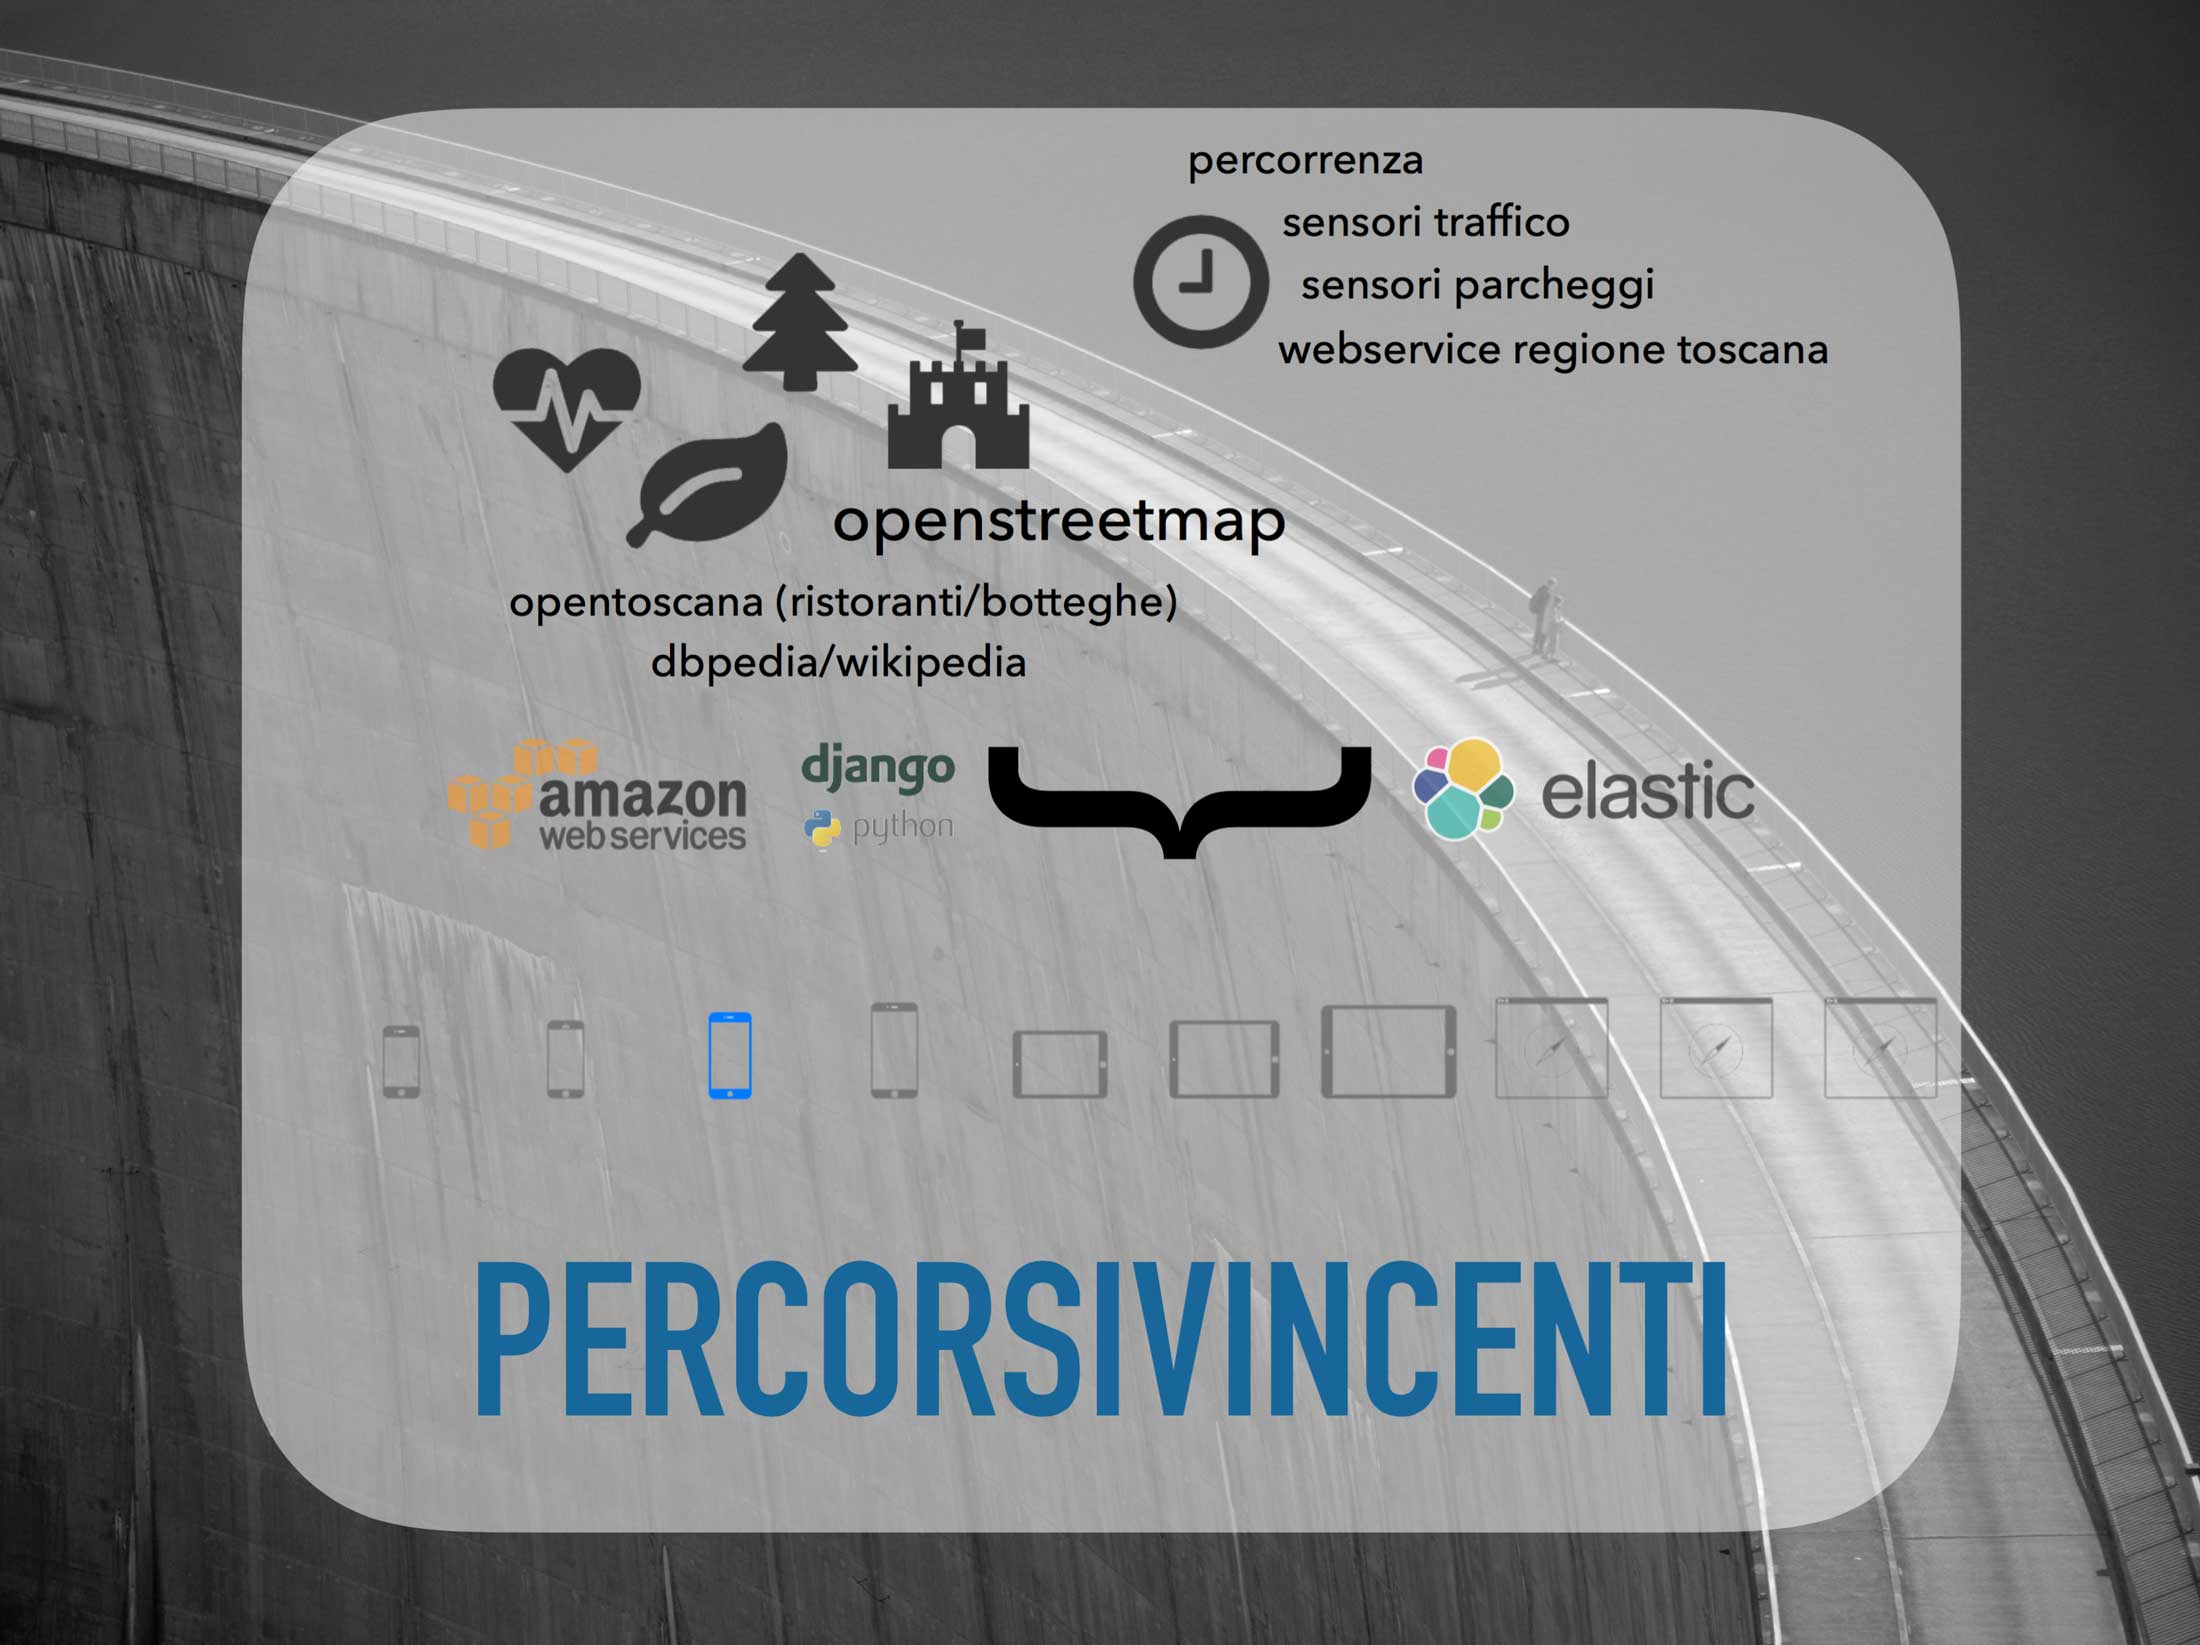 percorrenza
sensori traffico
sensori parcheggi
webservice regione toscana
openstreetmap
opentoscana (ristoranti/botteghe)
dbpedia/wikipedia
amazon
web services
django
python
elastic
PERCORSIVINCENTI